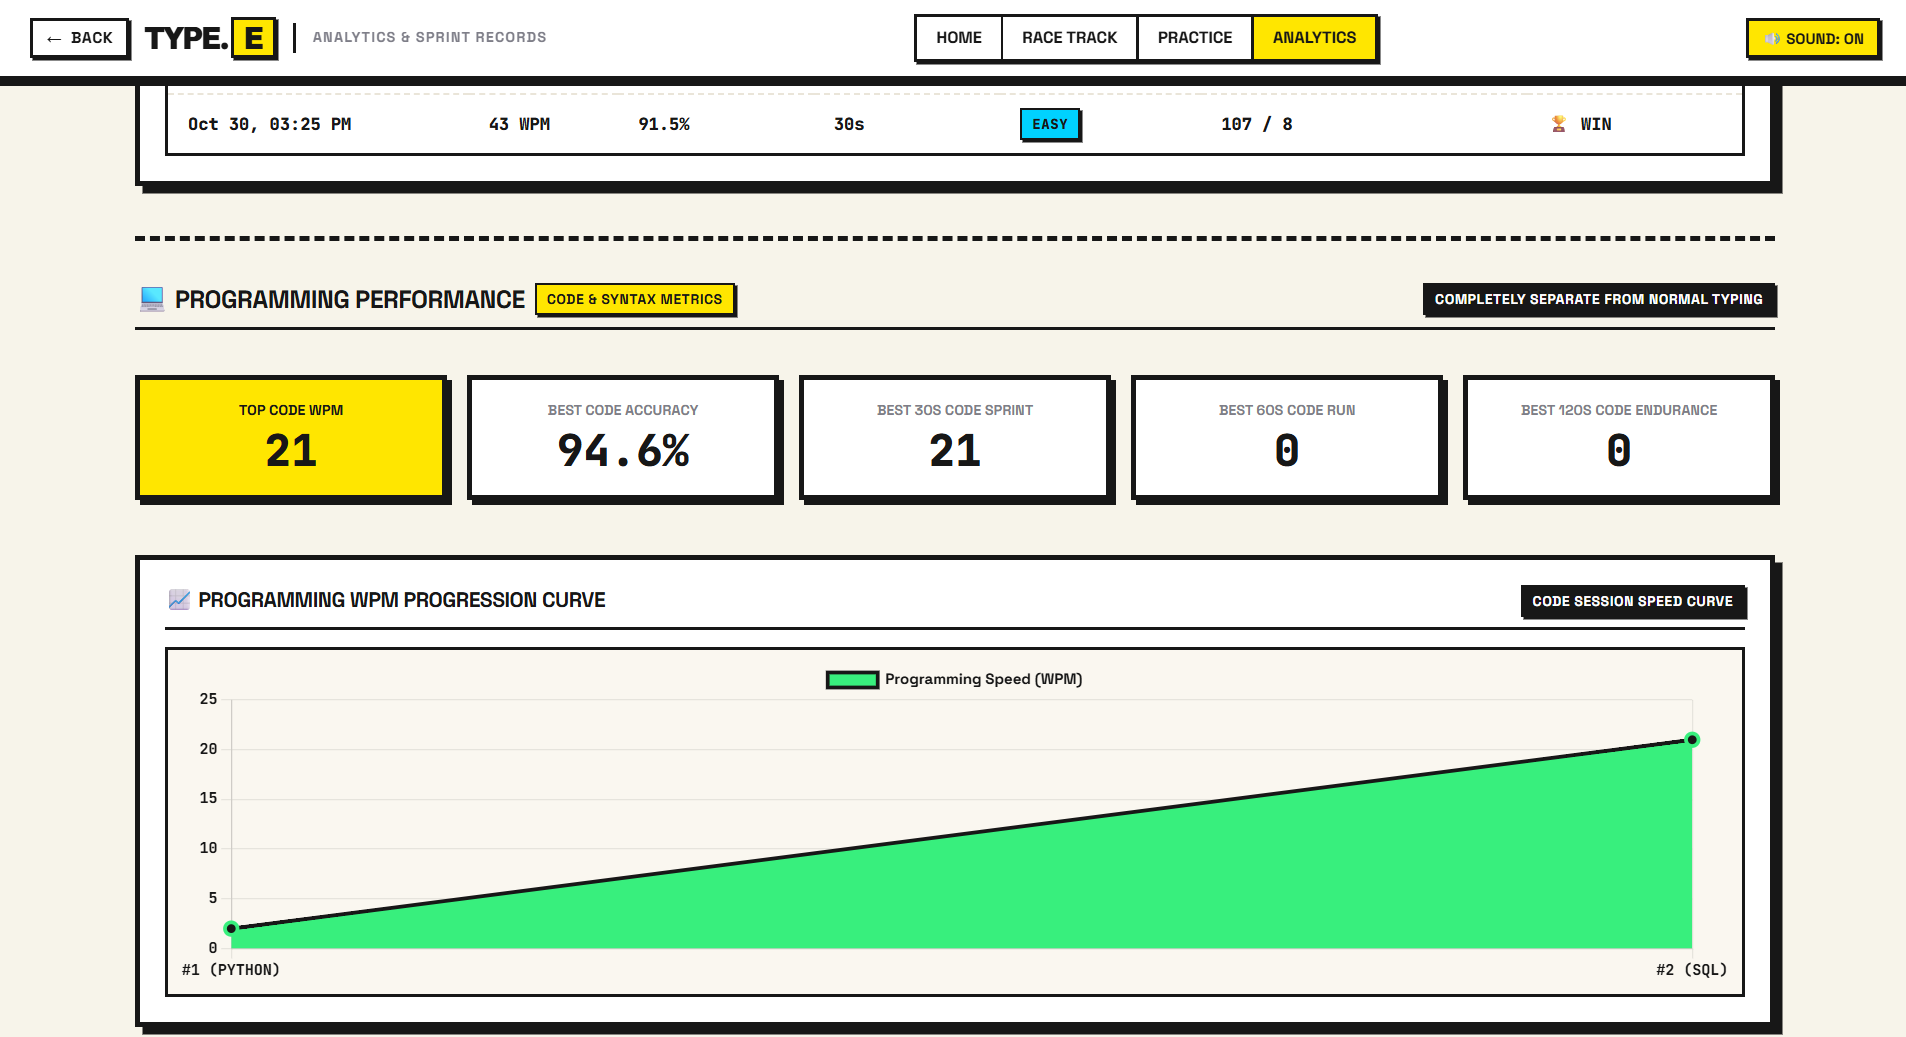 ← BACK
TYPE.E
ANALYTICS & SPRINT RECORDS
HOME
RACE TRACK
PRACTICE
ANALYTICS
SOUND: ON
Oct 30, 03:25 PM 43 WPM 91.5% 30s EASY 107 / 8 WIN
PROGRAMMING PERFORMANCE
CODE & SYNTAX METRICS
COMPLETELY SEPARATE FROM NORMAL TYPING
TOP CODE WPM
21
BEST CODE ACCURACY
94.6%
BEST 30S CODE SPRINT
21
BEST 60S CODE RUN
0
BEST 120S CODE ENDURANCE
0
PROGRAMMING WPM PROGRESSION CURVE
CODE SESSION SPEED CURVE
Programming Speed (WPM)
25
20
15
10
5
0
#1 (PYTHON)
#2 (SQL)